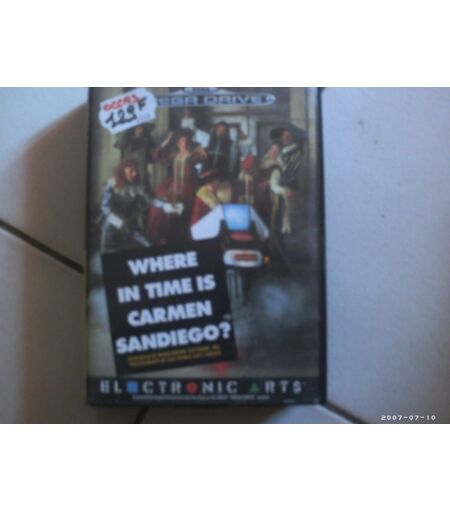 OCCAS
129F
MEGA DRIVE
WHERE
IN TIME IS
CARMEN
SANDIEGO?
ELECTRONIC ARTS
2007-07-10